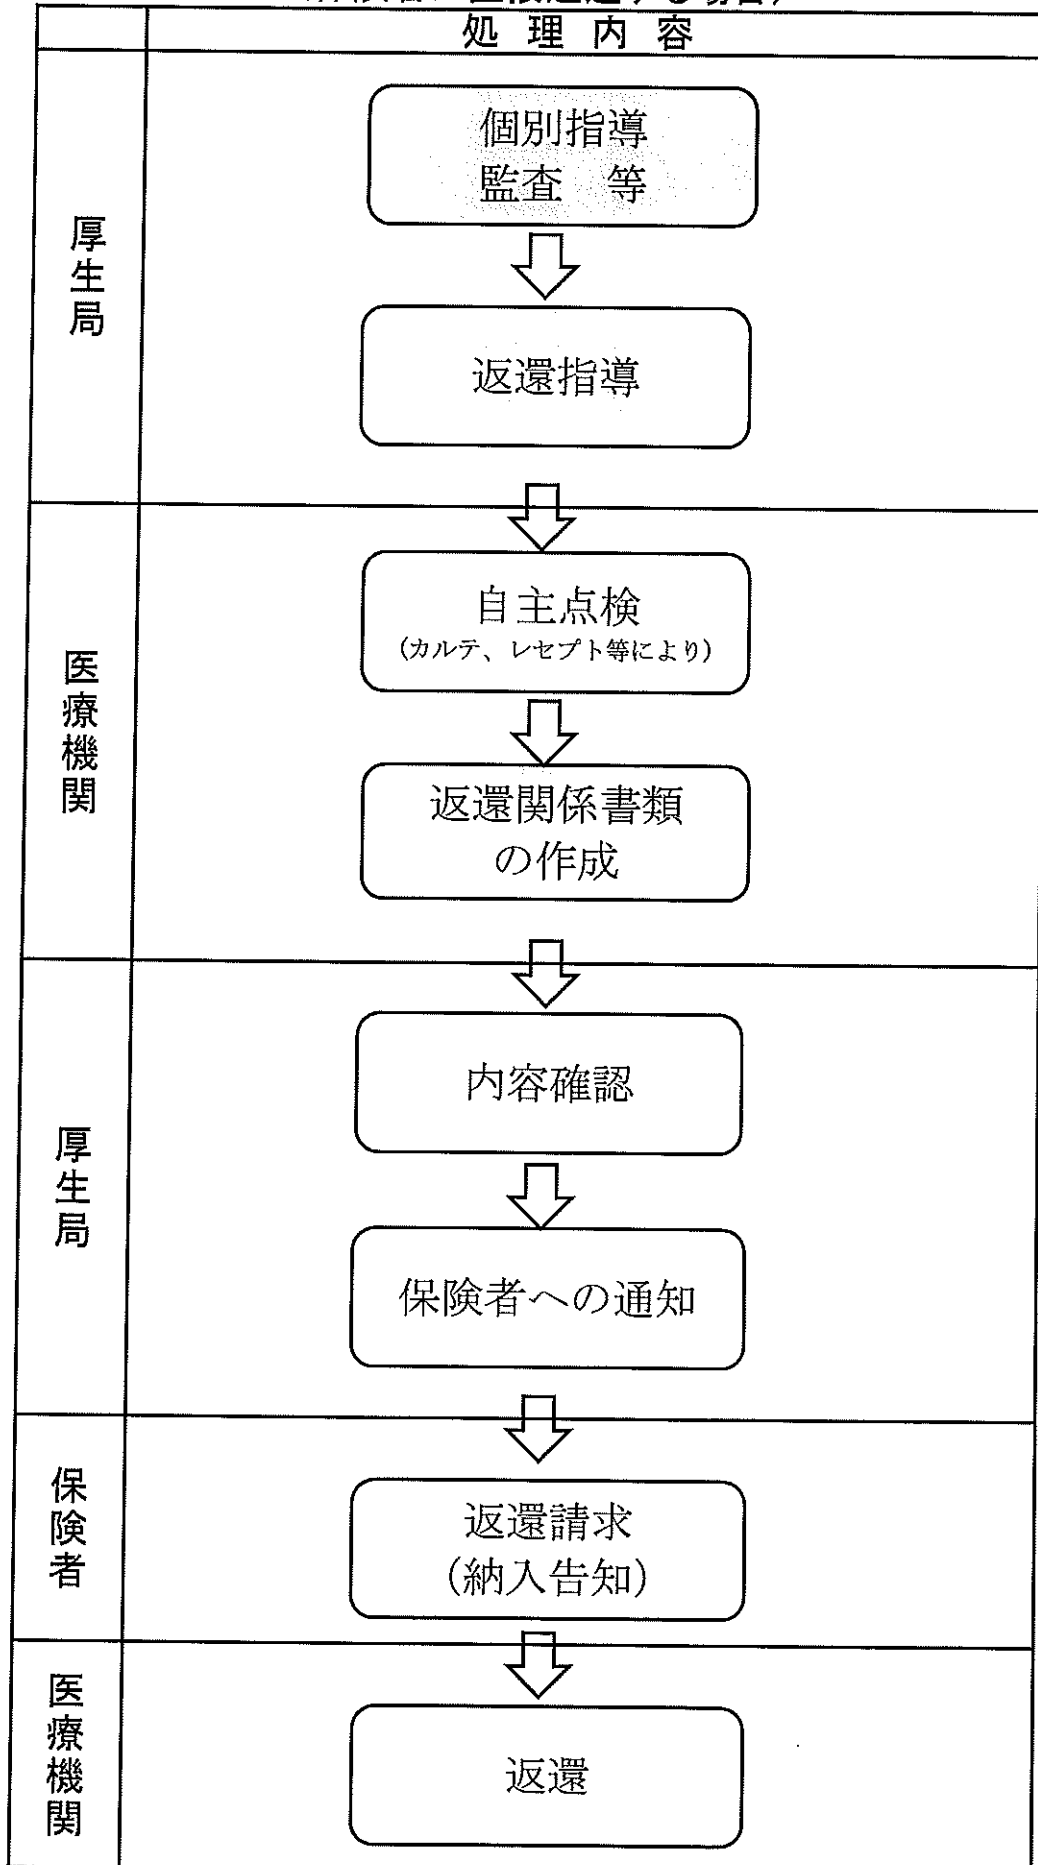 処理内容
厚生局
個別指導
監査 等
返還指導
医療機関
自主点検
(カルテ、レセプト等により)
返還関係書類
の作成
厚生局
内容確認
保険者への通知
保険者
返還請求
(納入告知)
医療機関
返還